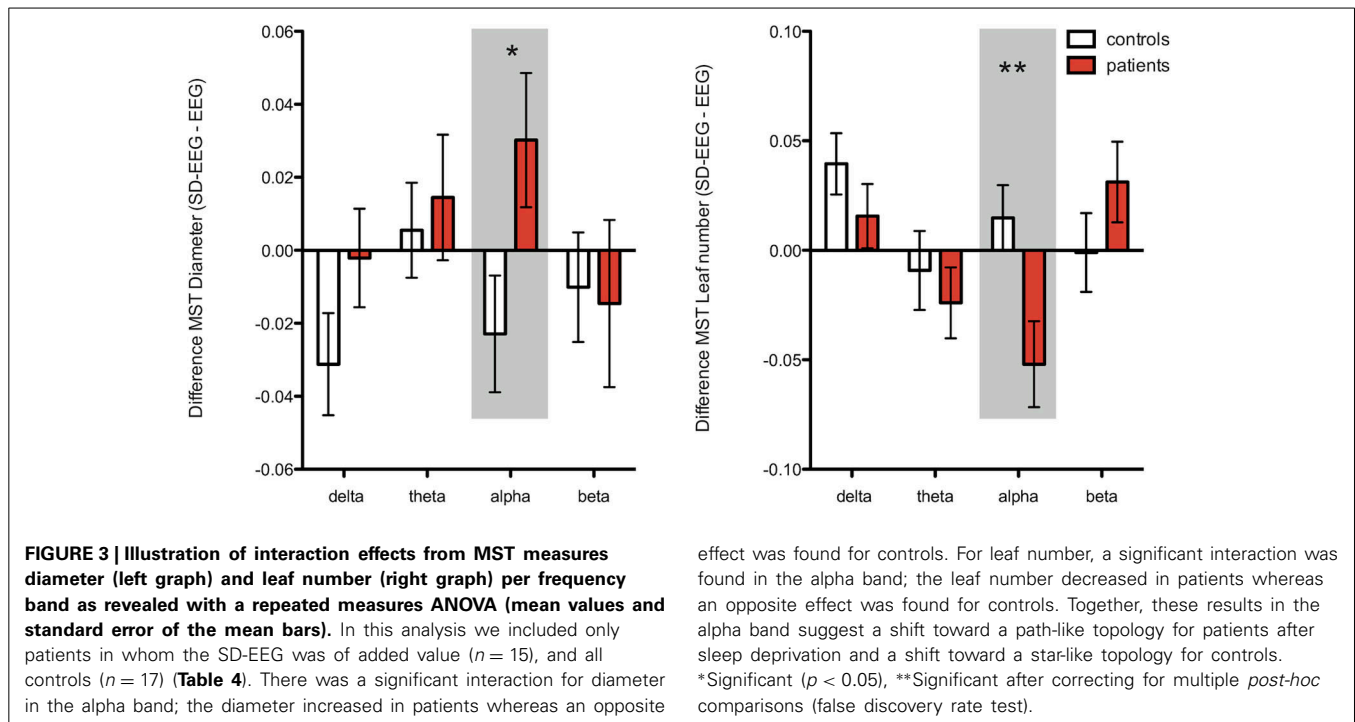 Difference MST Diameter (SD-EEG - EEG)
0.06
0.04
0.02
0.00
-0.02
-0.04
-0.06
*
delta theta alpha beta
Difference MST Leaf number (SD-EEG - EEG)
0.10
0.05
0.00
-0.05
-0.10
**
controls
patients
delta theta alpha beta
FIGURE 3 | Illustration of interaction effects from MST measures
diameter (left graph) and leaf number (right graph) per frequency
band as revealed with a repeated measures ANOVA (mean values and
standard error of the mean bars). In this analysis we included only
patients in whom the SD-EEG was of added value (n = 15), and all
controls (n = 17) (Table 4). There was a significant interaction for diameter
in the alpha band; the diameter increased in patients whereas an opposite
effect was found for controls. For leaf number, a significant interaction was
found in the alpha band; the leaf number decreased in patients whereas
an opposite effect was found for controls. Together, these results in the
alpha band suggest a shift toward a path-like topology for patients after
sleep deprivation and a shift toward a star-like topology for controls.
*Significant (p < 0.05), **Significant after correcting for multiple post-hoc
comparisons (false discovery rate test).